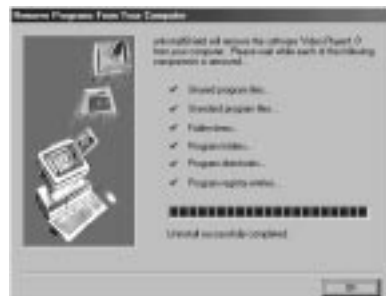 Remove Programs From Your Computer
unInstallShield will remove the software 'Video Player
from your computer. Please wait while each of the following
components is removed...
Shared program files...
Standard program files...
Folder items...
Program folders...
Program directories...
Program registry entries...
Uninstall successfully completed.
OK